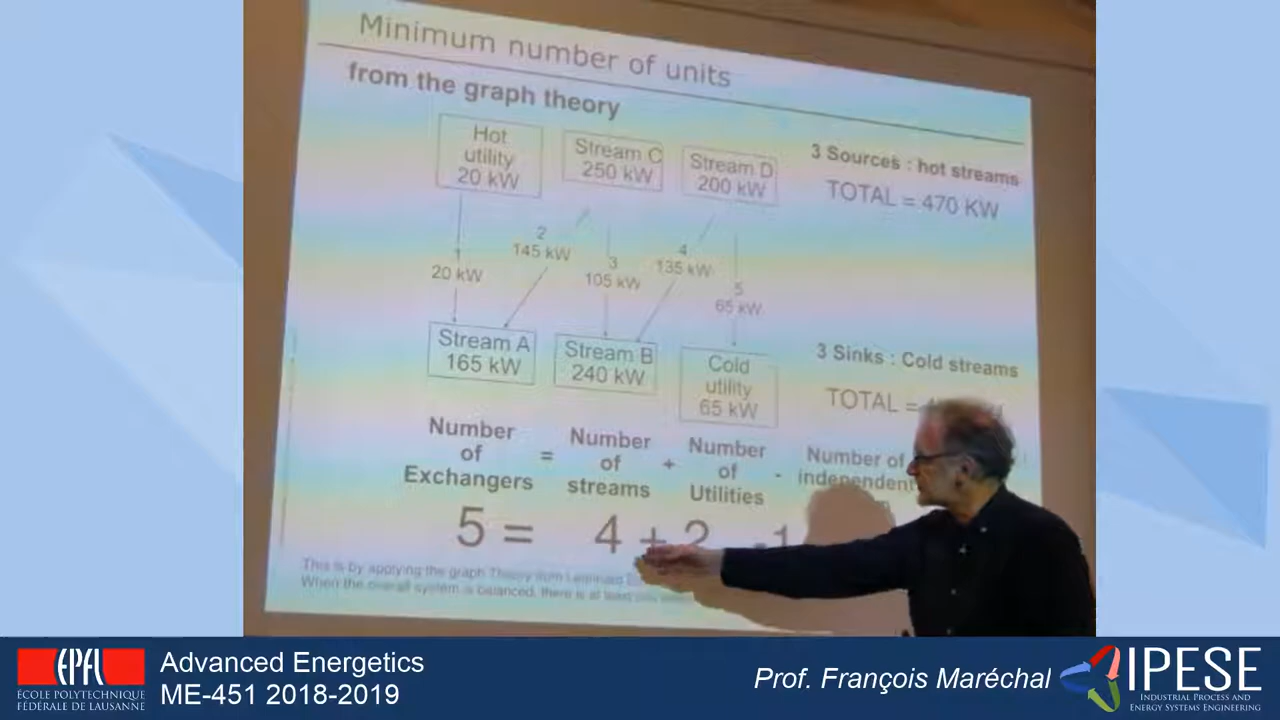 Minimum number of units
from the graph theory
Hot
utility
20 kW
Stream C
250 kW
Stream D
200 kW
3 Sources : hot streams
TOTAL = 470 KW
1
20 kW
2
145 kW
3
105 kW
4
135 kW
5
65 kW
Stream A
165 kW
Stream B
240 kW
Cold
utility
65 kW
3 Sinks : Cold streams
TOTAL =
Number
of
Exchangers
=
Number
of
streams
+
Number
of
Utilities
-
Number of
independent
5 = 4 + 2 -1
This is by applying the graph Theory from Leonhard
When the overall system is balanced, there is at least one
EPFL
ÉCOLE POLYTECHNIQUE
FÉDÉRALE DE LAUSANNE
Advanced Energetics
ME-451 2018-2019
Prof. François Maréchal
IPESE
INDUSTRIAL PROCESS AND
ENERGY SYSTEMS ENGINEERING